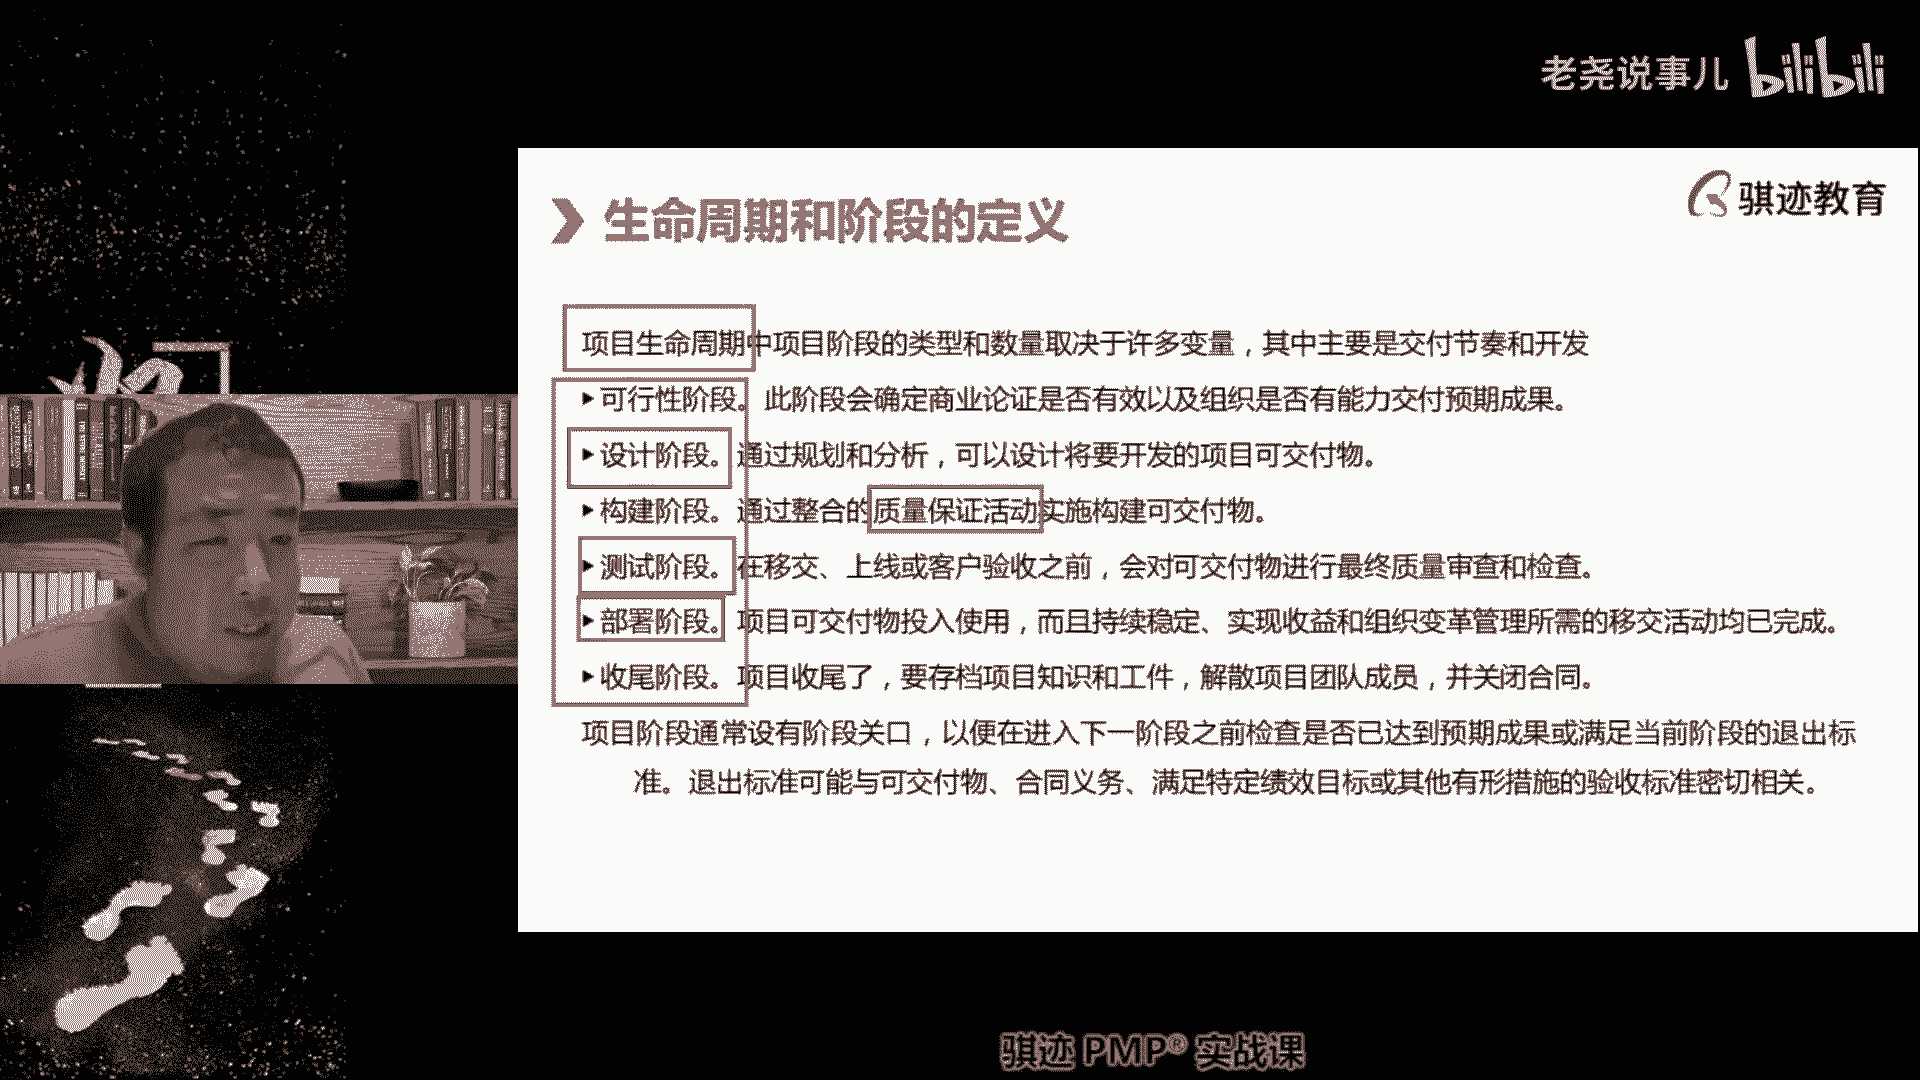 老尧说事儿 bilibili
骐迹教育
生命周期和阶段的定义
项目生命周期中项目阶段的类型和数量取决于许多变量，其中主要是交付节奏和开发
▶可行性阶段。此阶段会确定商业论证是否有效以及组织是否有能力交付预期成果。
▶设计阶段。通过规划和分析，可以设计将要开发的项目可交付物。
▶构建阶段。通过整合的质量保证活动实施构建可交付物。
▶测试阶段。在移交、上线或客户验收之前，会对可交付物进行最终质量审查和检查。
▶部署阶段。项目可交付物投入使用，而且持续稳定、实现收益和组织变革管理所需的移交活动均已完成。
▶收尾阶段。项目收尾了，要存档项目知识和工件，解散项目团队成员，并关闭合同。
项目阶段通常设有阶段关口，以便在进入下一阶段之前检查是否已达到预期成果或满足当前阶段的退出标
准。退出标准可能与可交付物、合同义务、满足特定绩效目标或其他有形措施的验收标准密切相关。
骐迹 PMP® 实战课